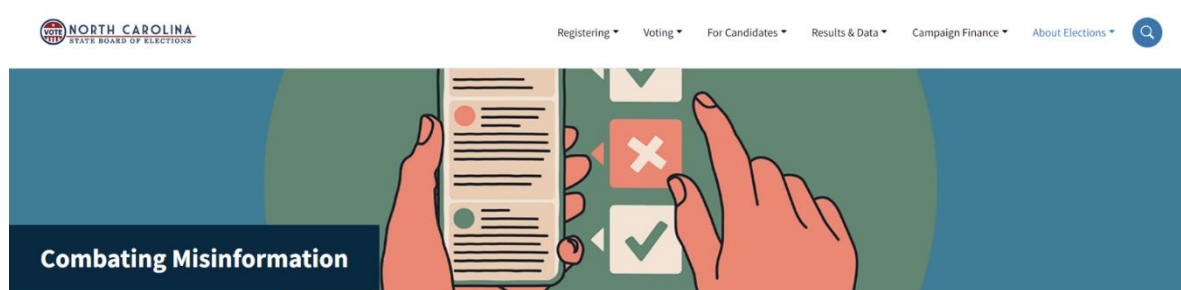 VOTE
NORTH CAROLINA
STATE BOARD OF ELECTIONS
Registering
Voting
For Candidates
Results & Data
Campaign Finance
About Elections
Combating Misinformation